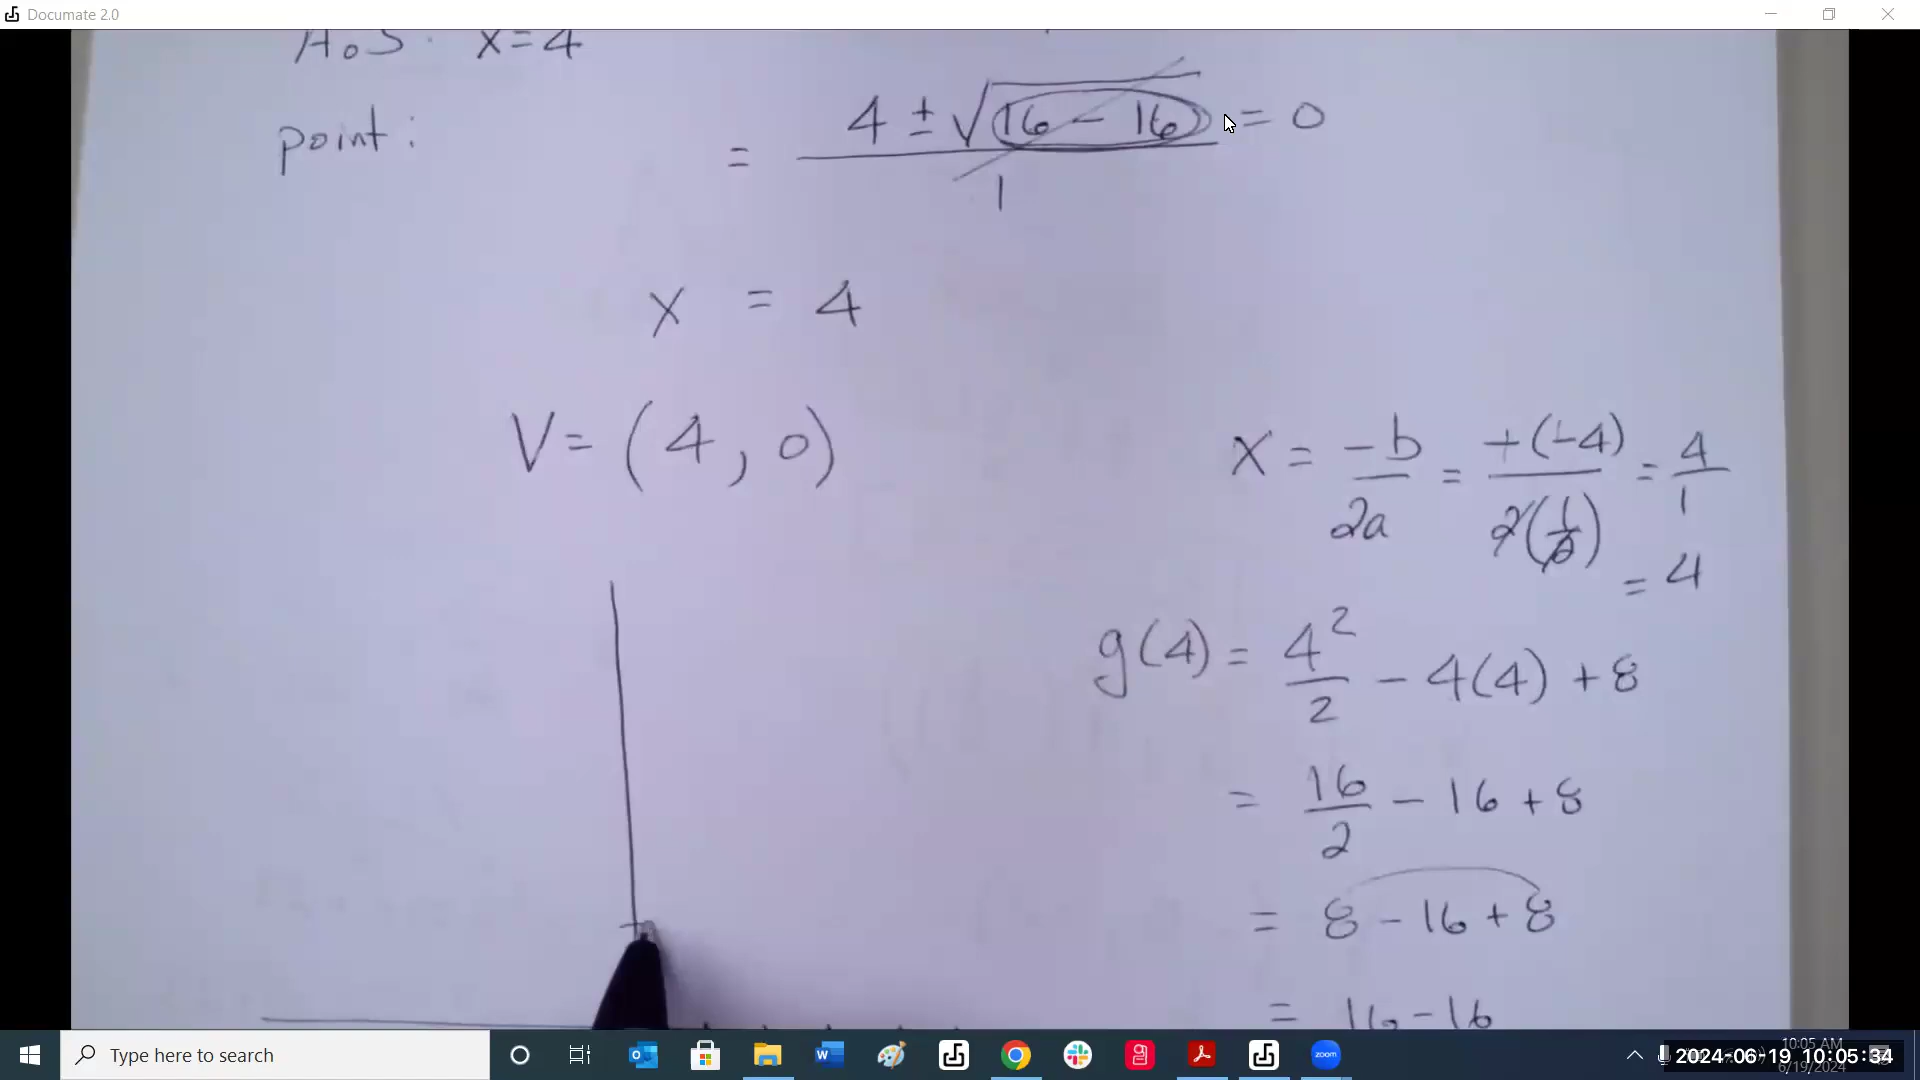 Documate 2.0
AoS: x=4
point:
= 4 ± √(16 - 16) = 0
1
x = 4
V = (4, 0)
x = -b/2a = +(-4)/2(1/2) = 4/1
= 4
g(4) = 4²/2 - 4(4) + 8
= 16/2 - 16 + 8
= 8 - 16 + 8
= 16 - 16
Type here to search
zoom
10:05 AM
2024-06-19 10:05:34
6/19/2024